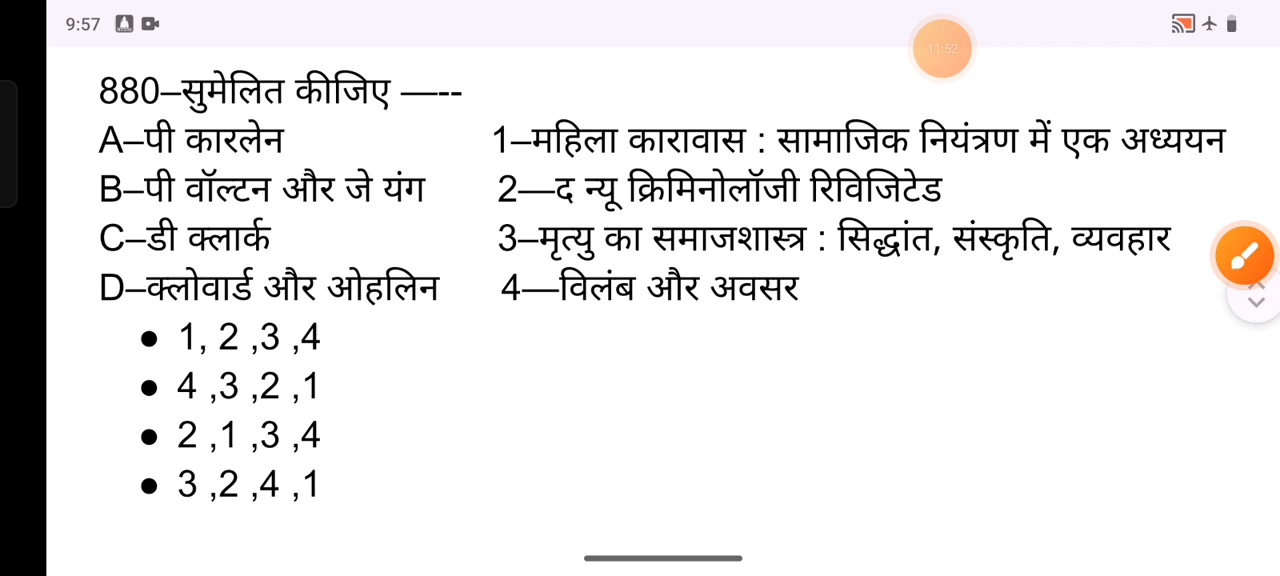 9:57
11:52
880–सुमेलित कीजिए —--
A–पी कारलेन 1–महिला कारावास : सामाजिक नियंत्रण में एक अध्ययन
B–पी वॉल्टन और जे यंग 2—द न्यू क्रिमिनोलॉजी रिविजिटेड
C–डी क्लार्क 3–मृत्यु का समाजशास्त्र : सिद्धांत, संस्कृति, व्यवहार
D–क्लोवार्ड और ओहलिन 4—विलंब और अवसर
● 1, 2 ,3 ,4
● 4 ,3 ,2 ,1
● 2 ,1 ,3 ,4
● 3 ,2 ,4 ,1